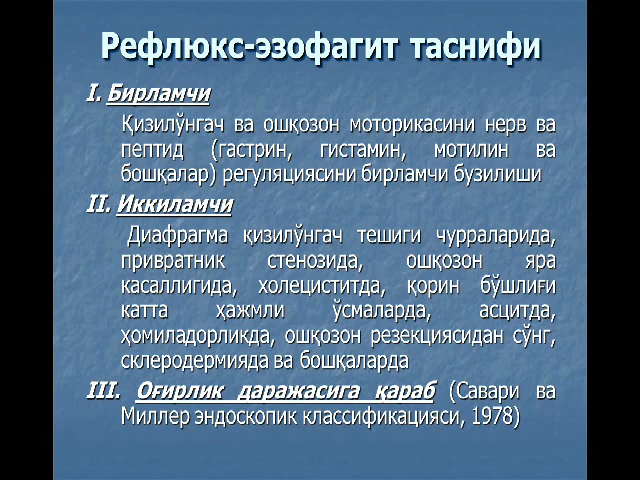 Рефлюкс-эзофагит таснифи
I. Бирламчи
Қизилўнгач ва ошқозон моторикасини нерв ва
пептид (гастрин, гистамин, мотилин ва
бошқалар) регуляциясини бирламчи бузилиши
II. Иккиламчи
Диафрагма қизилўнгач тешиги чурраларида,
привратник стенозида, ошқозон яра
касаллигида, холециститда, қорин бўшлиғи
катта ҳажмли ўсмаларда, асцитда,
ҳомиладорликда, ошқозон резекциясидан сўнг,
склеродермияда ва бошқаларда
III. Оғирлик даражасига қараб (Савари ва
Миллер эндоскопик классификацияси, 1978)